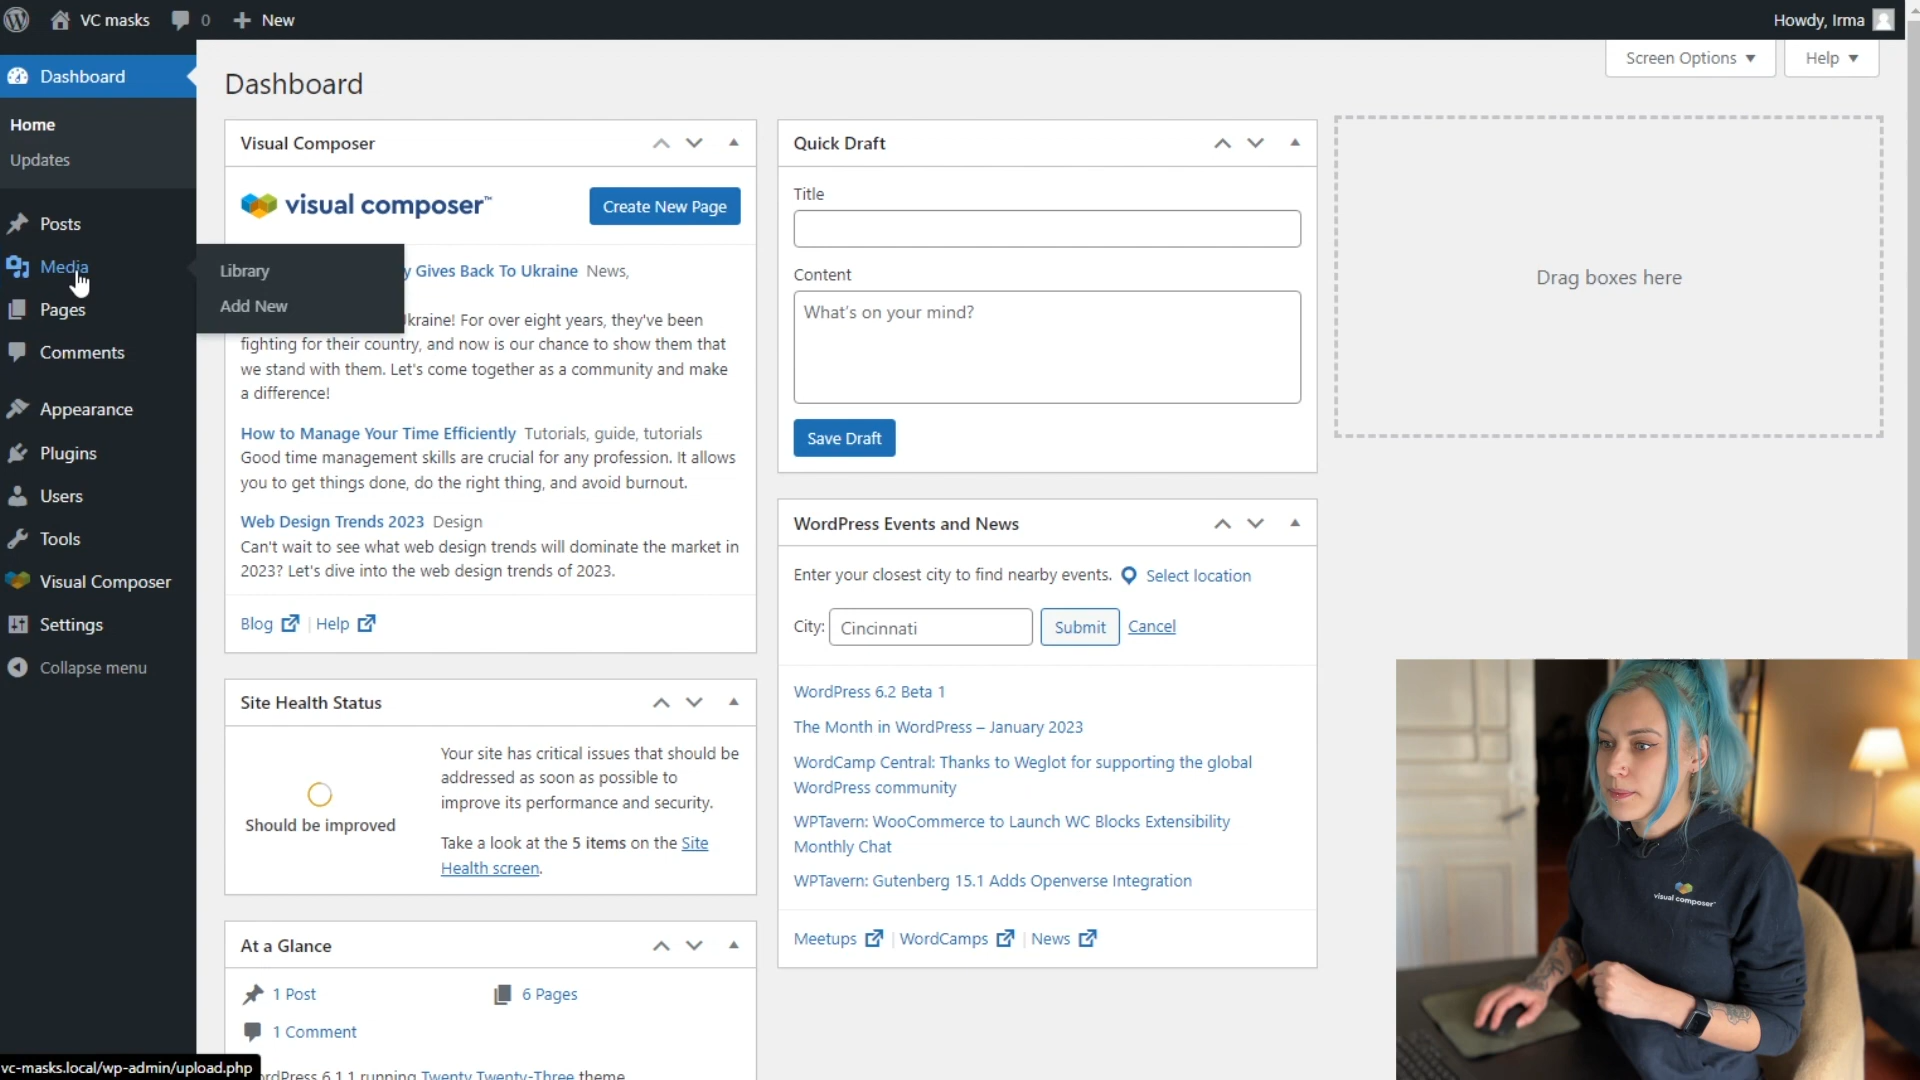 VC masks 0 New
Howdy, Irma
Screen Options
Help
Dashboard
Home
Updates
Posts
Media
Library
Add New
Pages
Comments
Appearance
Plugins
Users
Tools
Visual Composer
Settings
Collapse menu
Dashboard
Visual Composer
visual composer™
Create New Page
Gives Back To Ukraine News,
kraine! For over eight years, they've been
fighting for their country, and now is our chance to show them that
we stand with them. Let's come together as a community and make
a difference!
How to Manage Your Time Efficiently Tutorials, guide, tutorials
Good time management skills are crucial for any profession. It allows
you to get things done, do the right thing, and avoid burnout.
Web Design Trends 2023 Design
Can't wait to see what web design trends will dominate the market in
2023? Let's dive into the web design trends of 2023.
Blog | Help
Site Health Status
Should be improved
Your site has critical issues that should be
addressed as soon as possible to
improve its performance and security.
Take a look at the 5 items on the Site
Health screen.
At a Glance
1 Post
6 Pages
1 Comment
rdPress 6.1.1 running Twenty Twenty-Three theme
Quick Draft
Title
Content
What's on your mind?
Save Draft
WordPress Events and News
Enter your closest city to find nearby events. Select location
City: Cincinnati Submit Cancel
WordPress 6.2 Beta 1
The Month in WordPress – January 2023
WordCamp Central: Thanks to Weglot for supporting the global
WordPress community
WPTavern: WooCommerce to Launch WC Blocks Extensibility
Monthly Chat
WPTavern: Gutenberg 15.1 Adds Openverse Integration
Meetups | WordCamps | News
Drag boxes here
visual composer™
vc-masks.local/wp-admin/upload.php